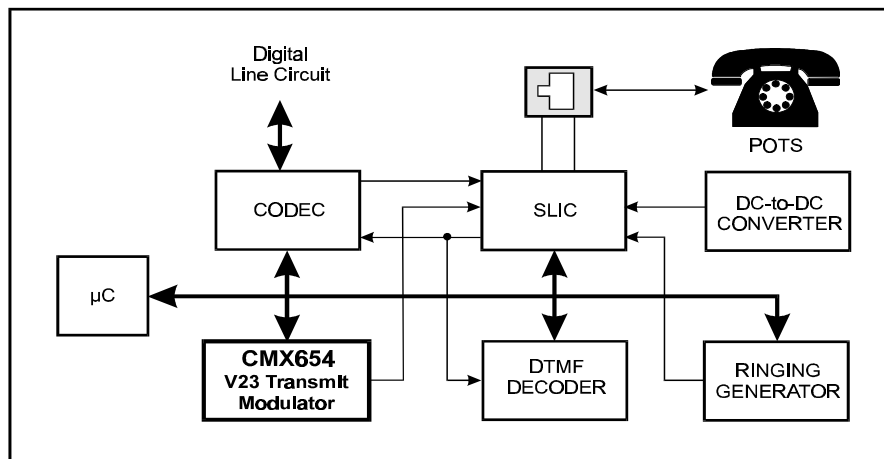 Digital
Line Circuit
POTS
CODEC
SLIC
DC-to-DC
CONVERTER
µC
CMX654
V23 TransmIt
Modulator
DTMF
DECODER
RINGING
GENERATOR